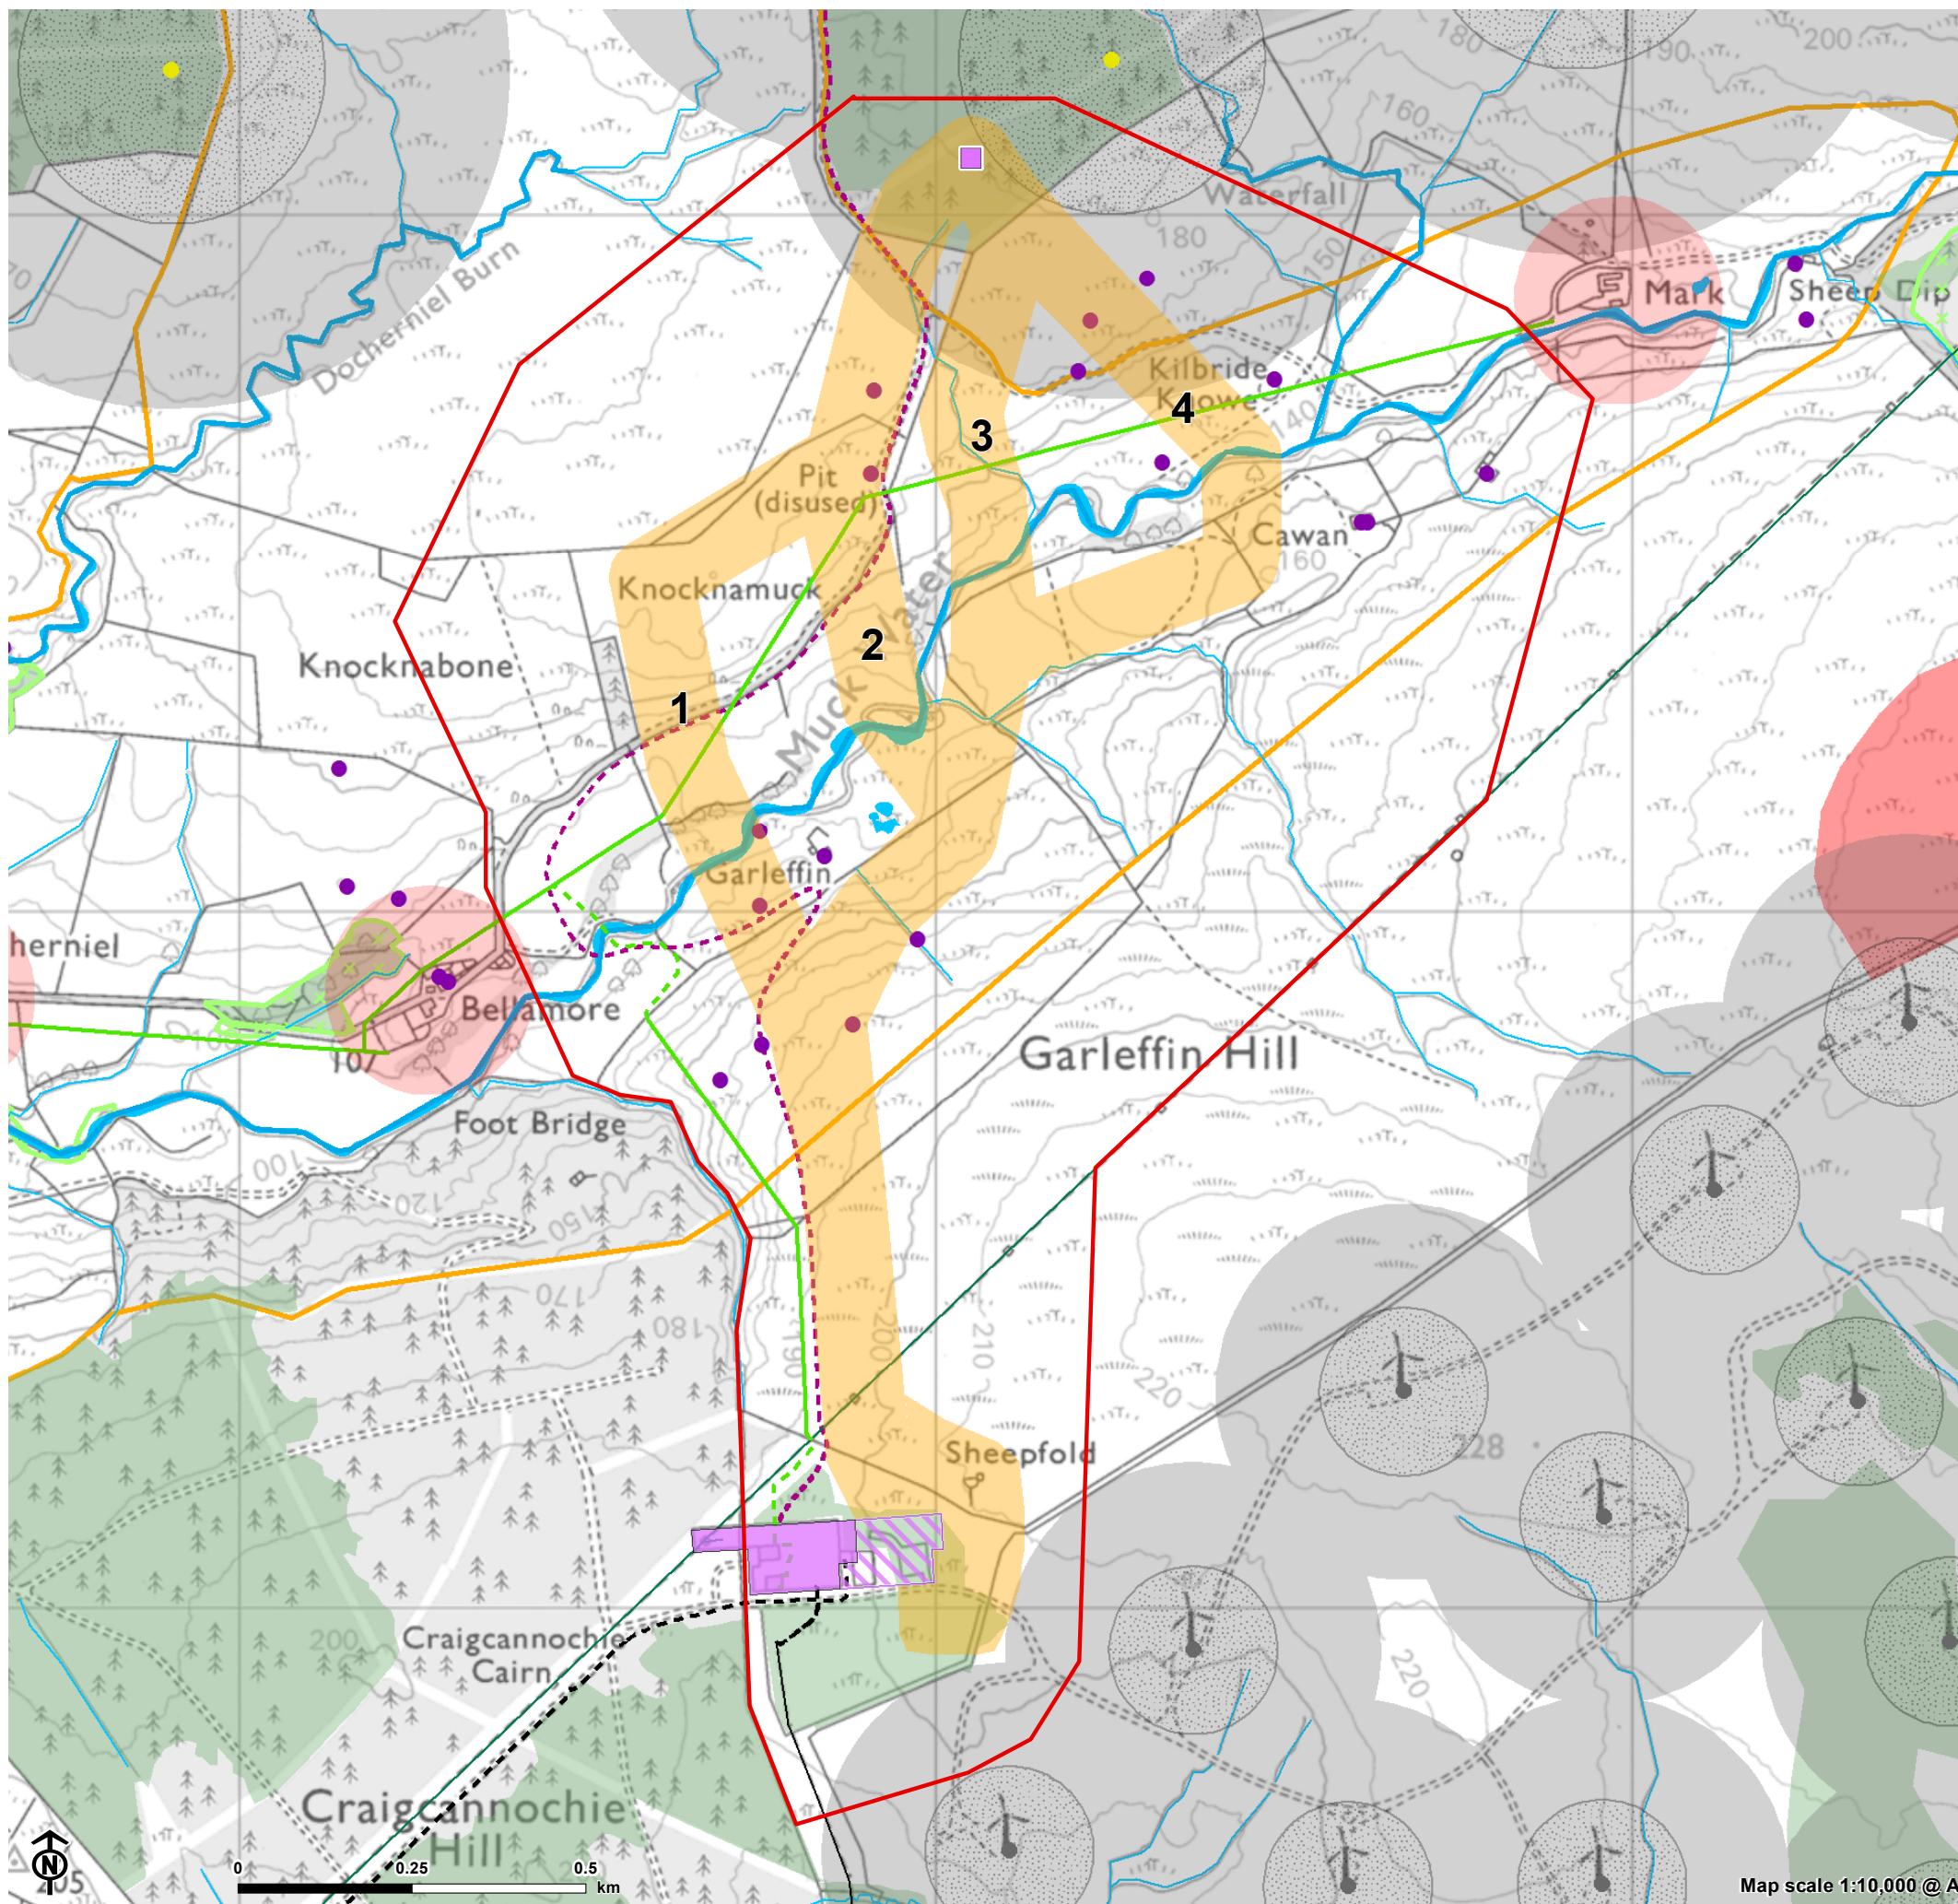 180
190
200
160
Waterfall
180
150
Docherniel Burn
Mark
Sheep Dip
70
Kilbride
Knowe
4
140
3
Pit
(disused)
Cawan
160
Knocknamuck
Muck Water
2
Knocknabone
1
Garleffin
herniel
Bellamore
107
Garleffin Hill
Foot Bridge
100
120
150
170
180
190
200
210
220
Sheepfold
228
Craigcannochie
Cairn
200
220
Craigcannochie
Hill
N
0
0.25
0.5
km
Map scale 1:10,000 @ A